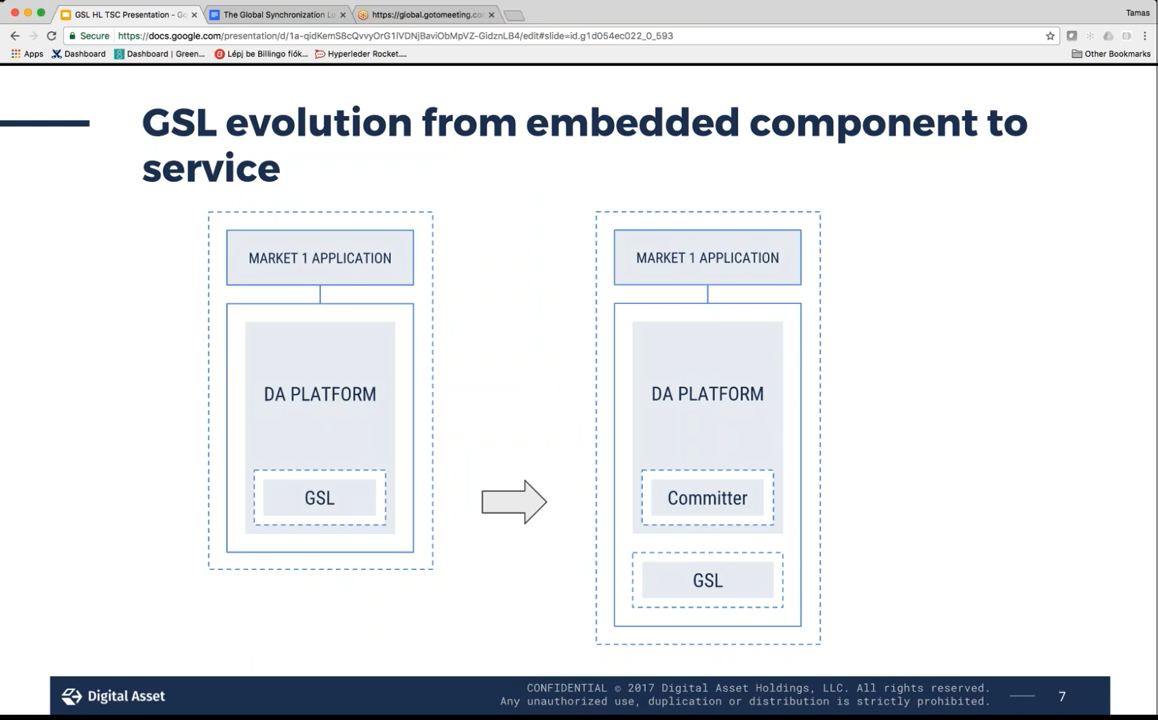 GSL HL TSC Presentation - Go
The Global Synchronization Lo
https://global.gotomeeting.co
Tamas
Secure
https://docs.google.com/presentation/d/1a-qidKemS8cQvvyOrG1IVDNjBaviObMpVZ-GidznLB4/edit#slide=id.g1d054ec022_0_593
Apps
Dashboard
Dashboard | Green...
Lépj be Billingo fiók...
Hyperleder Rocket....
Other Bookmarks
GSL evolution from embedded component to
service
MARKET 1 APPLICATION
DA PLATFORM
GSL
MARKET 1 APPLICATION
DA PLATFORM
Committer
GSL
Digital Asset
CONFIDENTIAL © 2017 Digital Asset Holdings, LLC. All rights reserved.
Any unauthorized use, duplication or distribution is strictly prohibited.
7